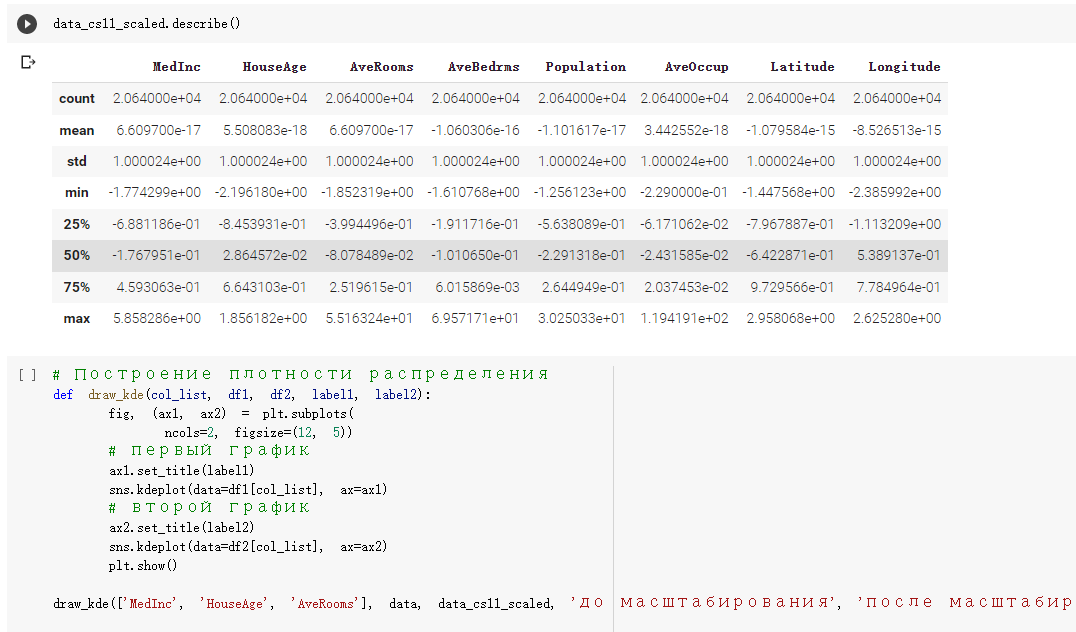 data_cs11_scaled.describe()
MedInc HouseAge AveRooms AveBedrms Population AveOccup Latitude Longitude
count 2.064000e+04 2.064000e+04 2.064000e+04 2.064000e+04 2.064000e+04 2.064000e+04 2.064000e+04 2.064000e+04
mean 6.609700e-17 5.508083e-18 6.609700e-17 -1.060306e-16 -1.101617e-17 3.442552e-18 -1.079584e-15 -8.526513e-15
std 1.000024e+00 1.000024e+00 1.000024e+00 1.000024e+00 1.000024e+00 1.000024e+00 1.000024e+00 1.000024e+00
min -1.774299e+00 -2.196180e+00 -1.852319e+00 -1.610768e+00 -1.256123e+00 -2.290000e-01 -1.447568e+00 -2.385992e+00
25% -6.881186e-01 -8.453931e-01 -3.994496e-01 -1.911716e-01 -5.638089e-01 -6.171062e-02 -7.967887e-01 -1.113209e+00
50% -1.767951e-01 2.864572e-02 -8.078489e-02 -1.010650e-01 -2.291318e-01 -2.431585e-02 -6.422871e-01 5.389137e-01
75% 4.593063e-01 6.643103e-01 2.519615e-01 6.015869e-03 2.644949e-01 2.037453e-02 9.729566e-01 7.784964e-01
max 5.858286e+00 1.856182e+00 5.516324e+01 6.957171e+01 3.025033e+01 1.194191e+02 2.958068e+00 2.625280e+00
[ ] # Построение плотности распределения
def draw_kde(col_list, df1, df2, label1, label2):
fig, (ax1, ax2) = plt.subplots(
ncols=2, figsize=(12, 5))
# первый график
ax1.set_title(label1)
sns.kdeplot(data=df1[col_list], ax=ax1)
# второй график
ax2.set_title(label2)
sns.kdeplot(data=df2[col_list], ax=ax2)
plt.show()
draw_kde(['MedInc', 'HouseAge', 'AveRooms'], data, data_cs11_scaled, 'до масштабирования', 'после масштабир